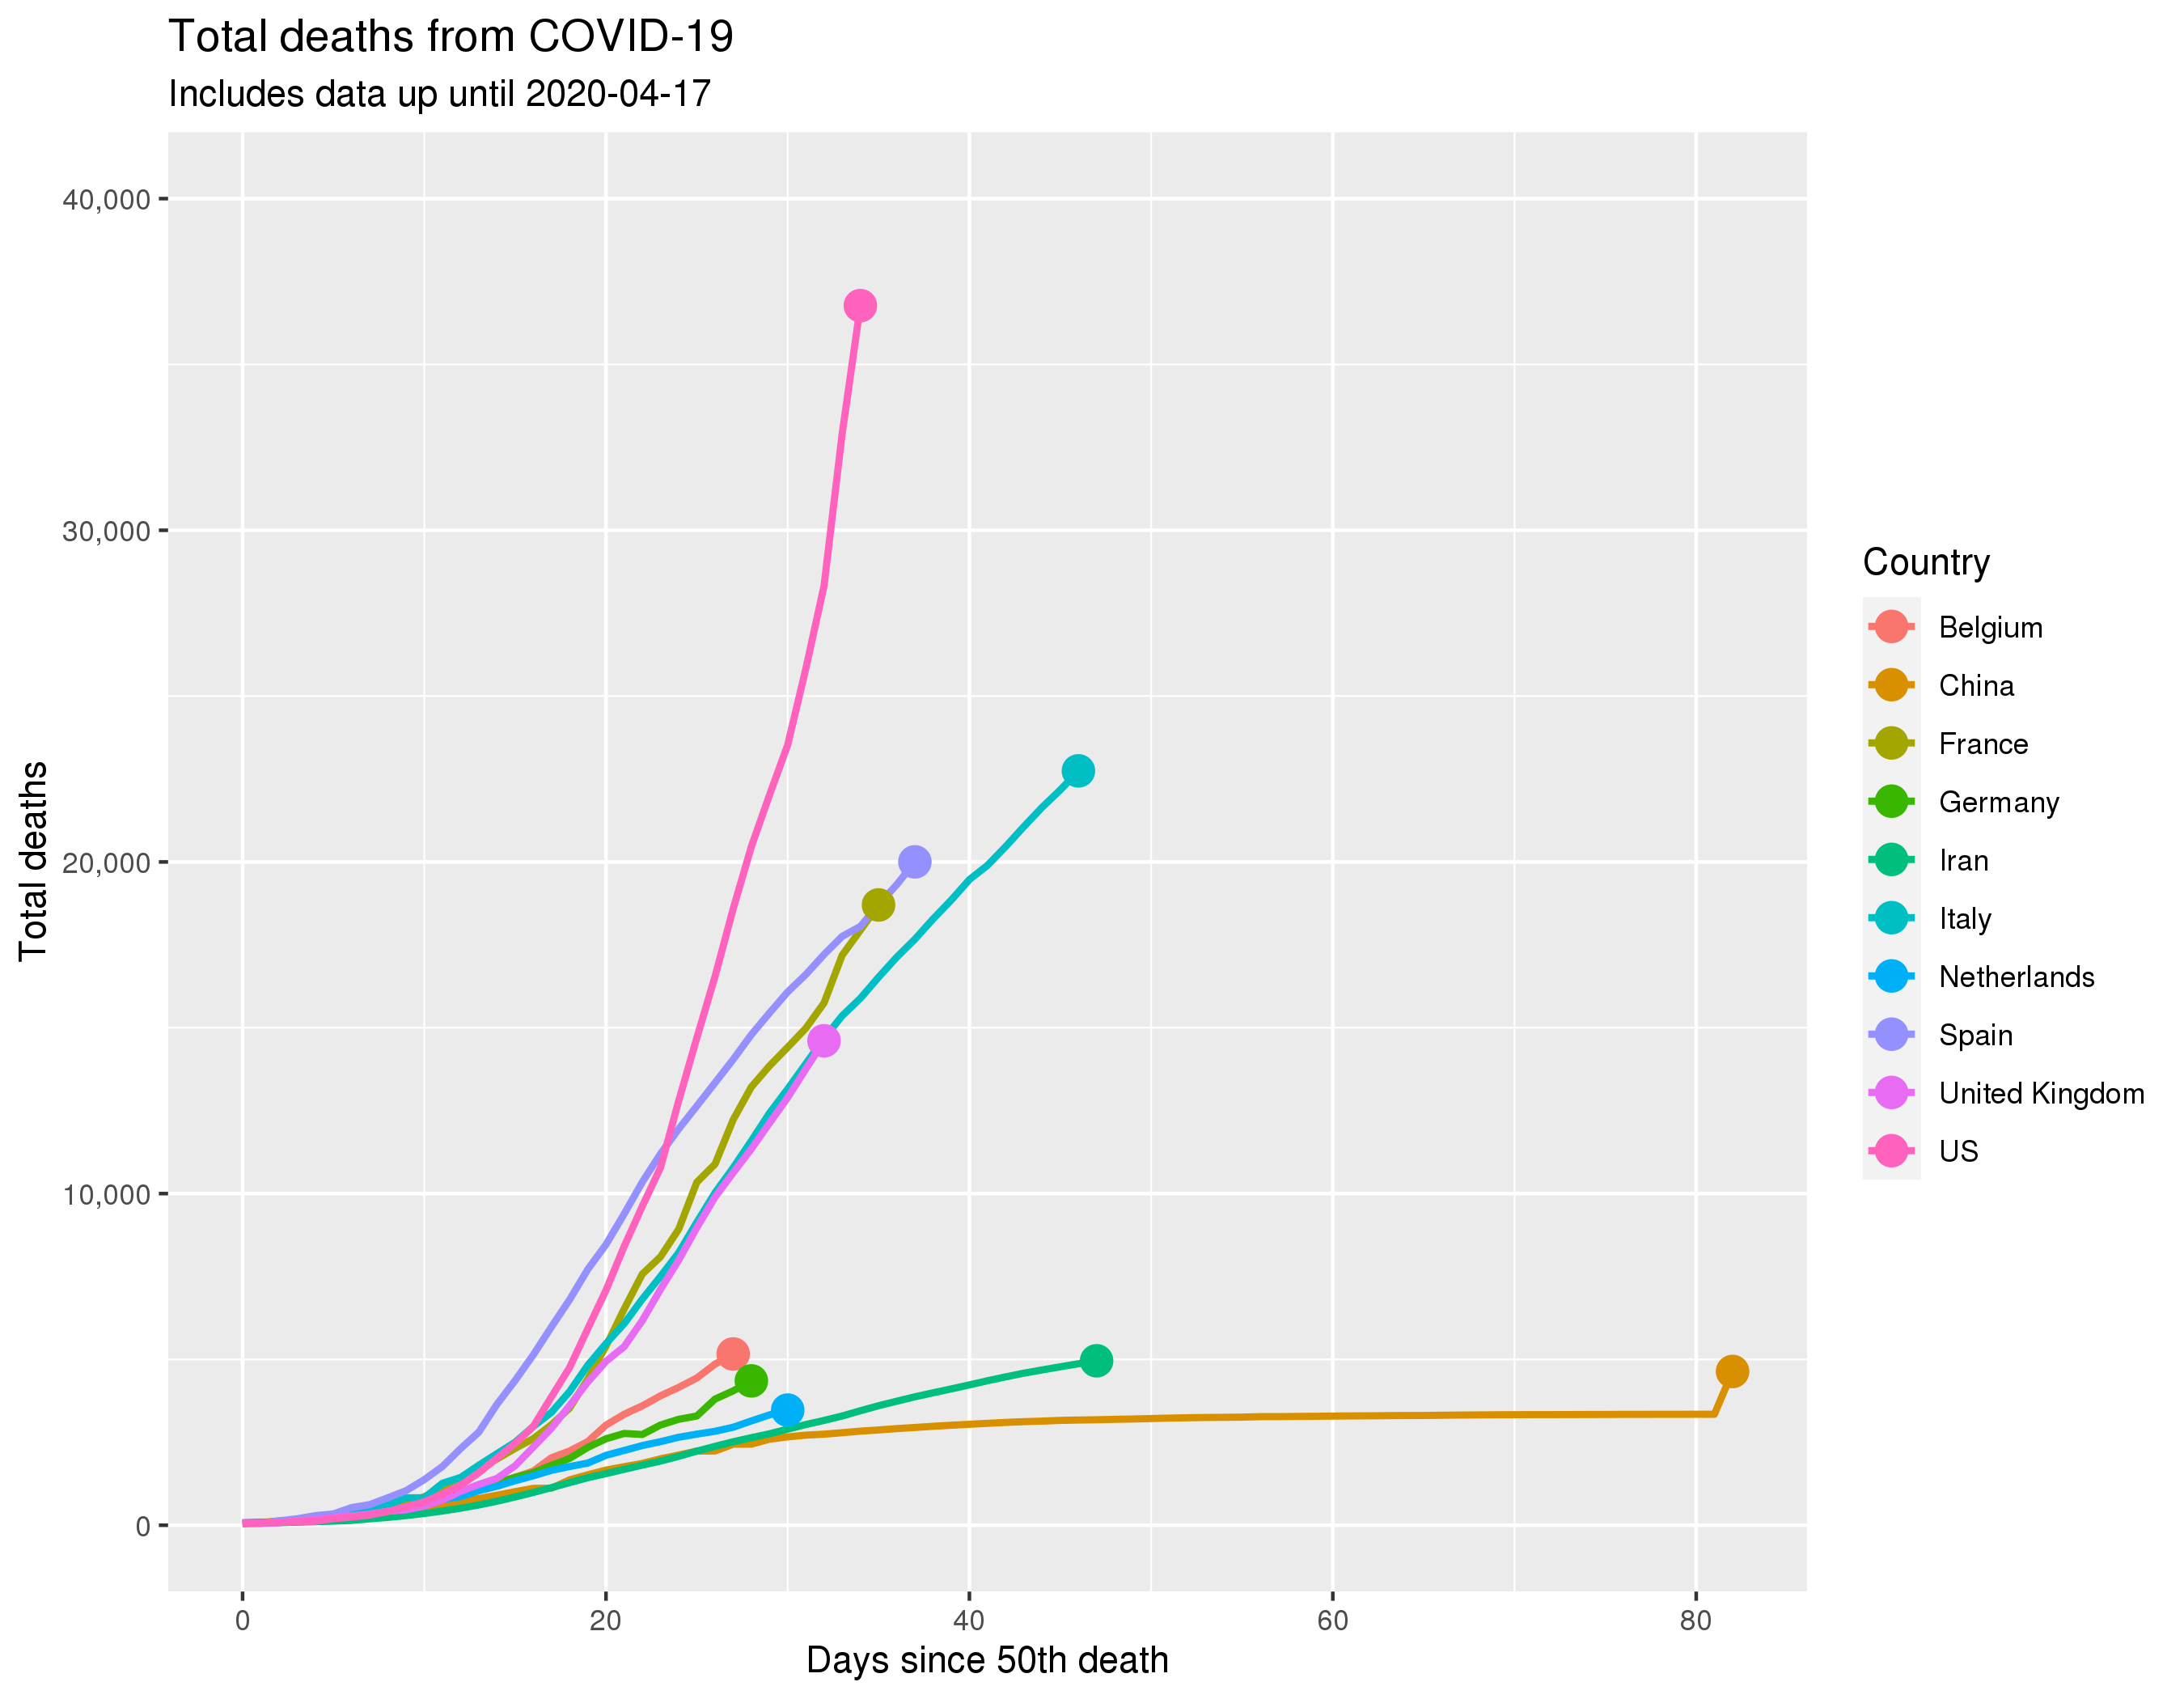 Total deaths from COVID-19
Includes data up until 2020-04-17
Total deaths
40,000
30,000
20,000
10,000
0
0 20 40 60 80
Days since 50th death
Country
Belgium
China
France
Germany
Iran
Italy
Netherlands
Spain
United Kingdom
US